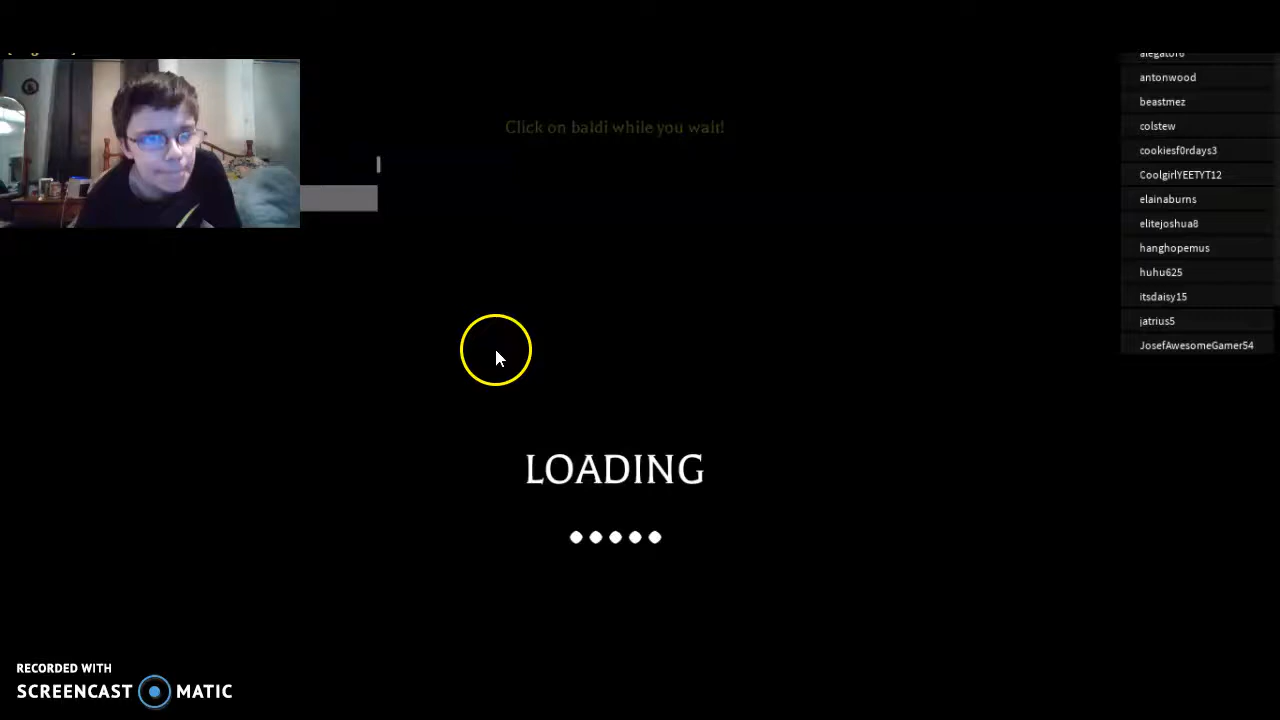 Click on baldi while you wait!
alegator6
antonwood
beastmez
colstew
cookiesf0rdays3
CoolgirlYEETYT12
elainaburns
elitejoshua8
hanghopemus
huhu625
itsdaisy15
jatrius5
JosefAwesomeGamer54
LOADING
RECORDED WITH
SCREENCAST MATIC